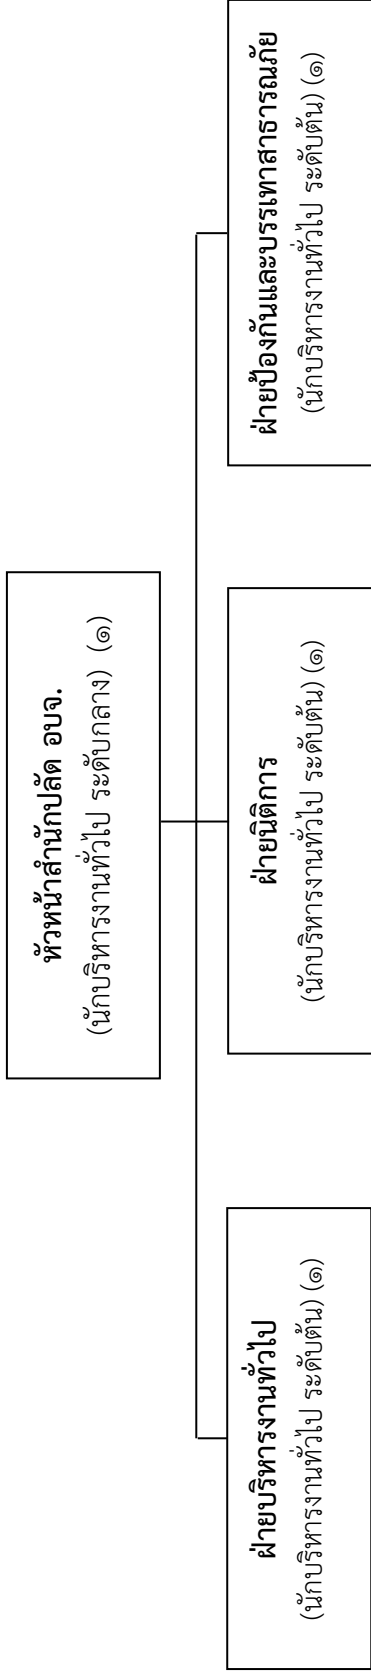 หัวหน้าสำนักปลัด อบจ.
(นักบริหารงานทั่วไป ระดับกลาง) (๑)
ฝ่ายบริหารงานทั่วไป
(นักบริหารงานทั่วไป ระดับต้น) (๑)
ฝ่ายนิติการ
(นักบริหารงานทั่วไป ระดับต้น) (๑)
ฝ่ายป้องกันและบรรเทาสาธารณภัย
(นักบริหารงานทั่วไป ระดับต้น) (๑)